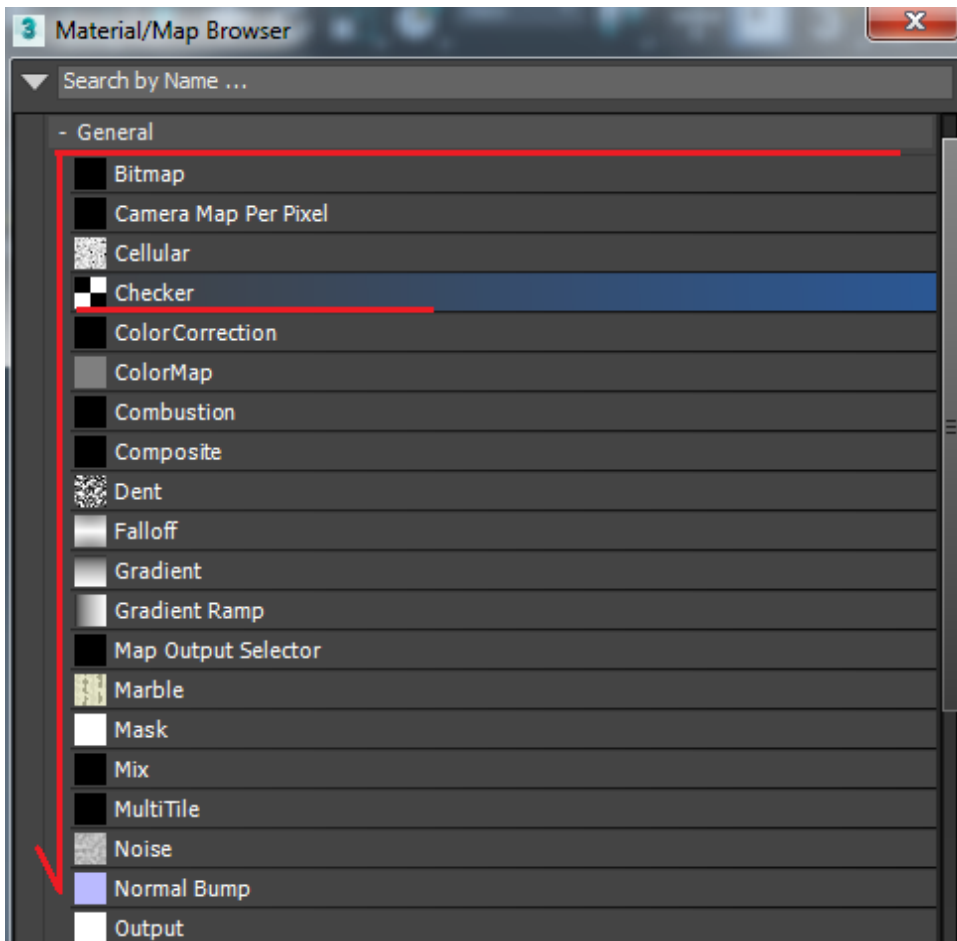 3 Material/Map Browser
Search by Name ...
- General
Bitmap
Camera Map Per Pixel
Cellular
Checker
ColorCorrection
ColorMap
Combustion
Composite
Dent
Falloff
Gradient
Gradient Ramp
Map Output Selector
Marble
Mask
Mix
MultiTile
Noise
Normal Bump
Output